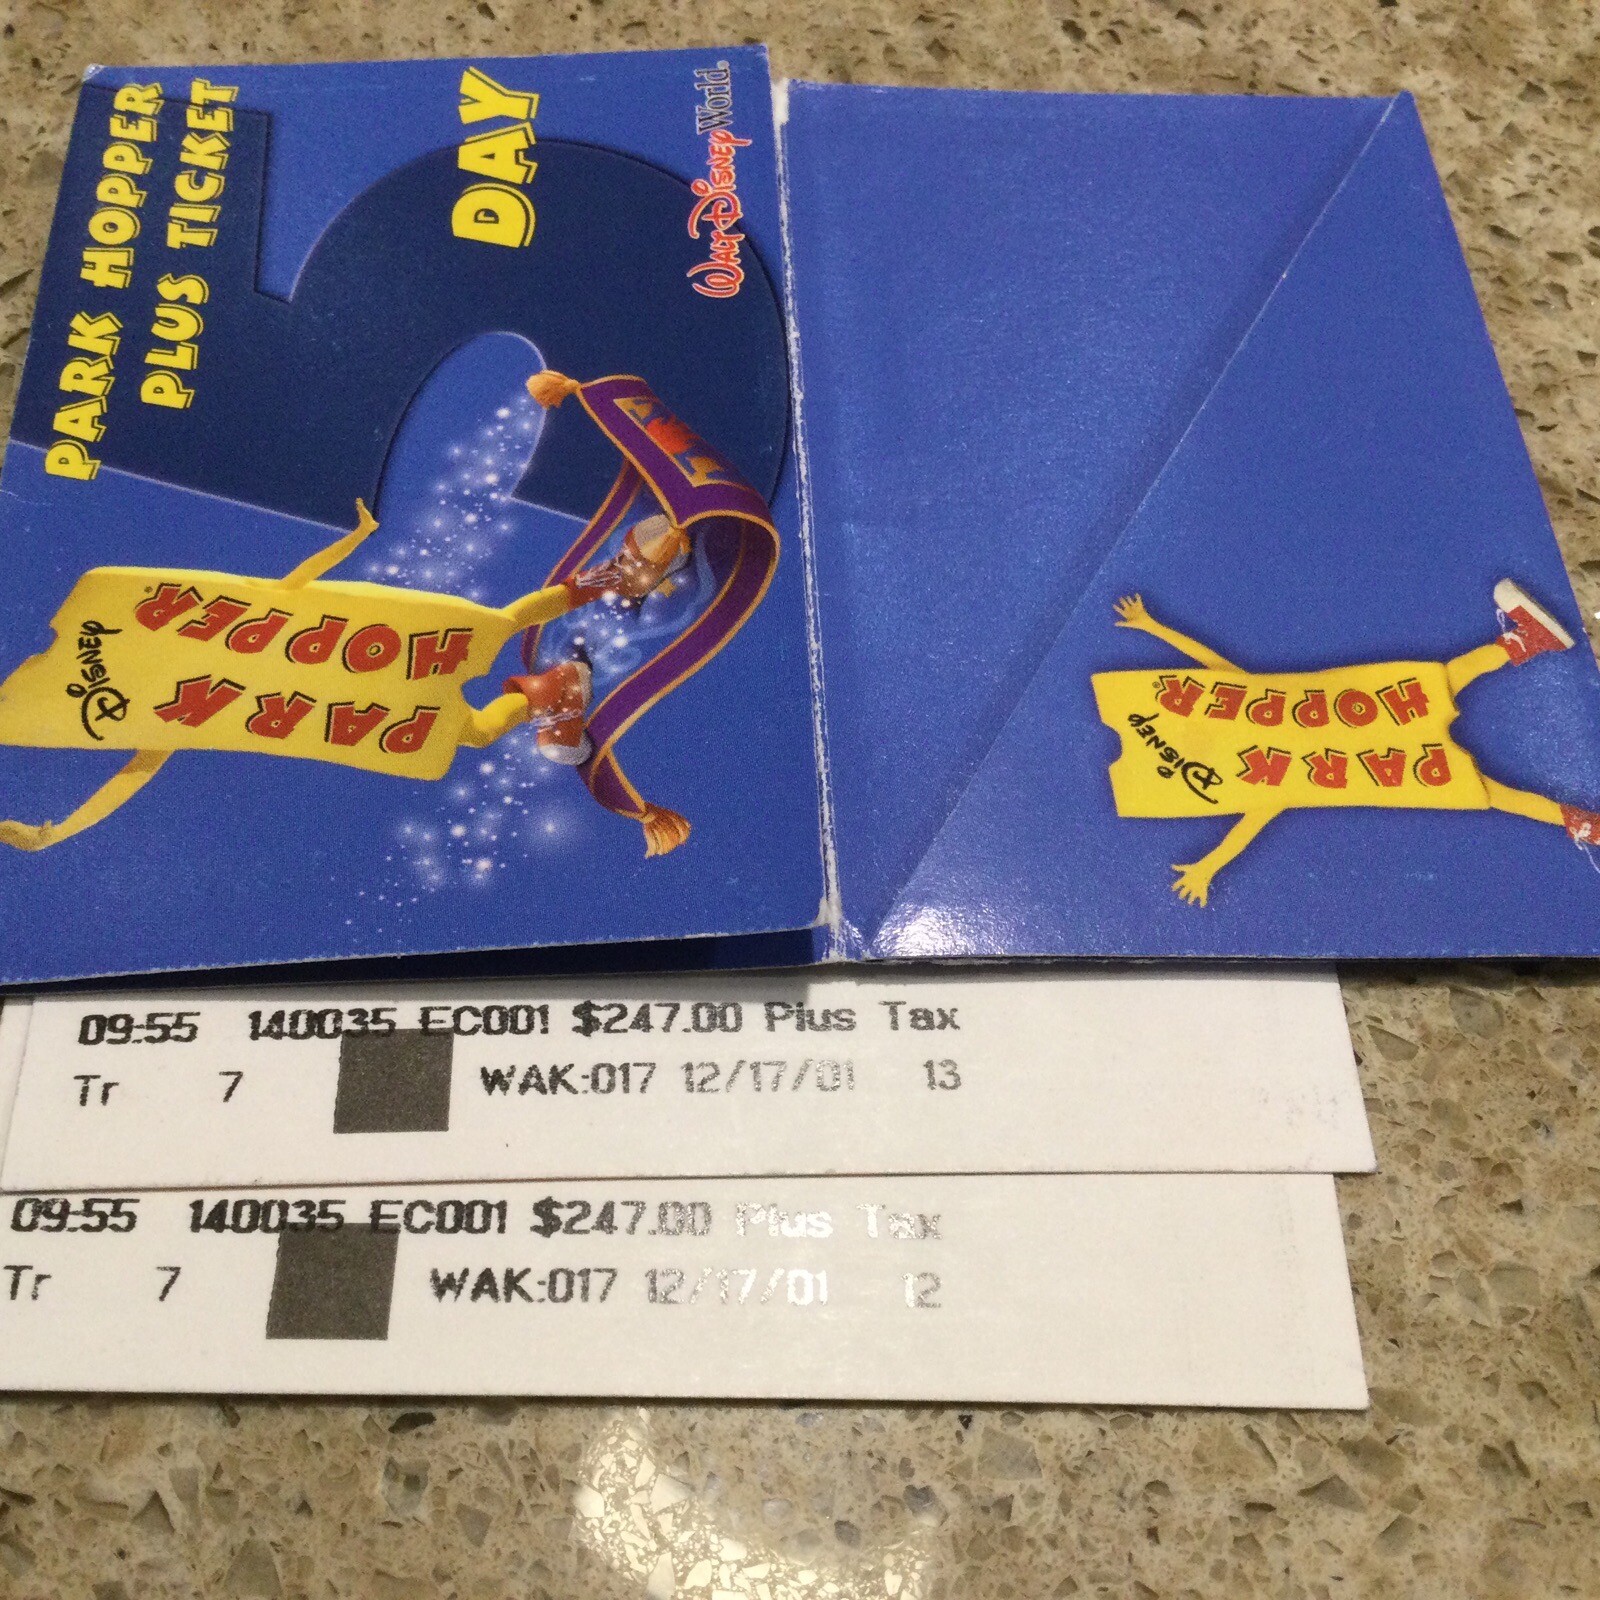 PARK HOPPER
PLUS TICKET
5
DAY
Walt Disney World®
Disney
PARK
HOPPER®
Disney
PARK
HOPPER®
09:55 140035 EC001 $247.00 Plus Tax
Tr 7 WAK:017 12/17/01 13
09:55 140035 EC001 $247.00 Plus Tax
Tr 7 WAK:017 12/17/01 12